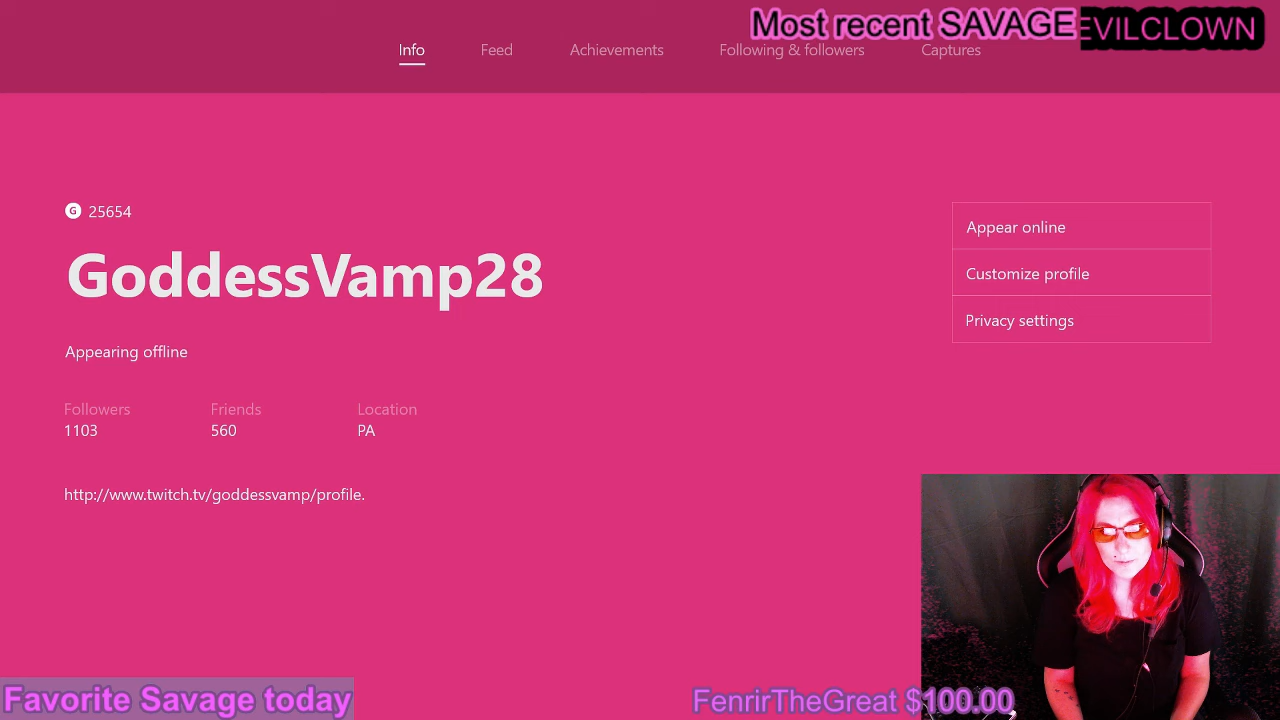 Most recent SAVAGE EVILCLOWN
Info Feed Achievements Following & followers Captures
G 25654
GoddessVamp28
Appearing offline
Followers Friends Location
1103 560 PA
http://www.twitch.tv/goddessvamp/profile.
Appear online
Customize profile
Privacy settings
Favorite Savage today FenrirTheGreat $100.00